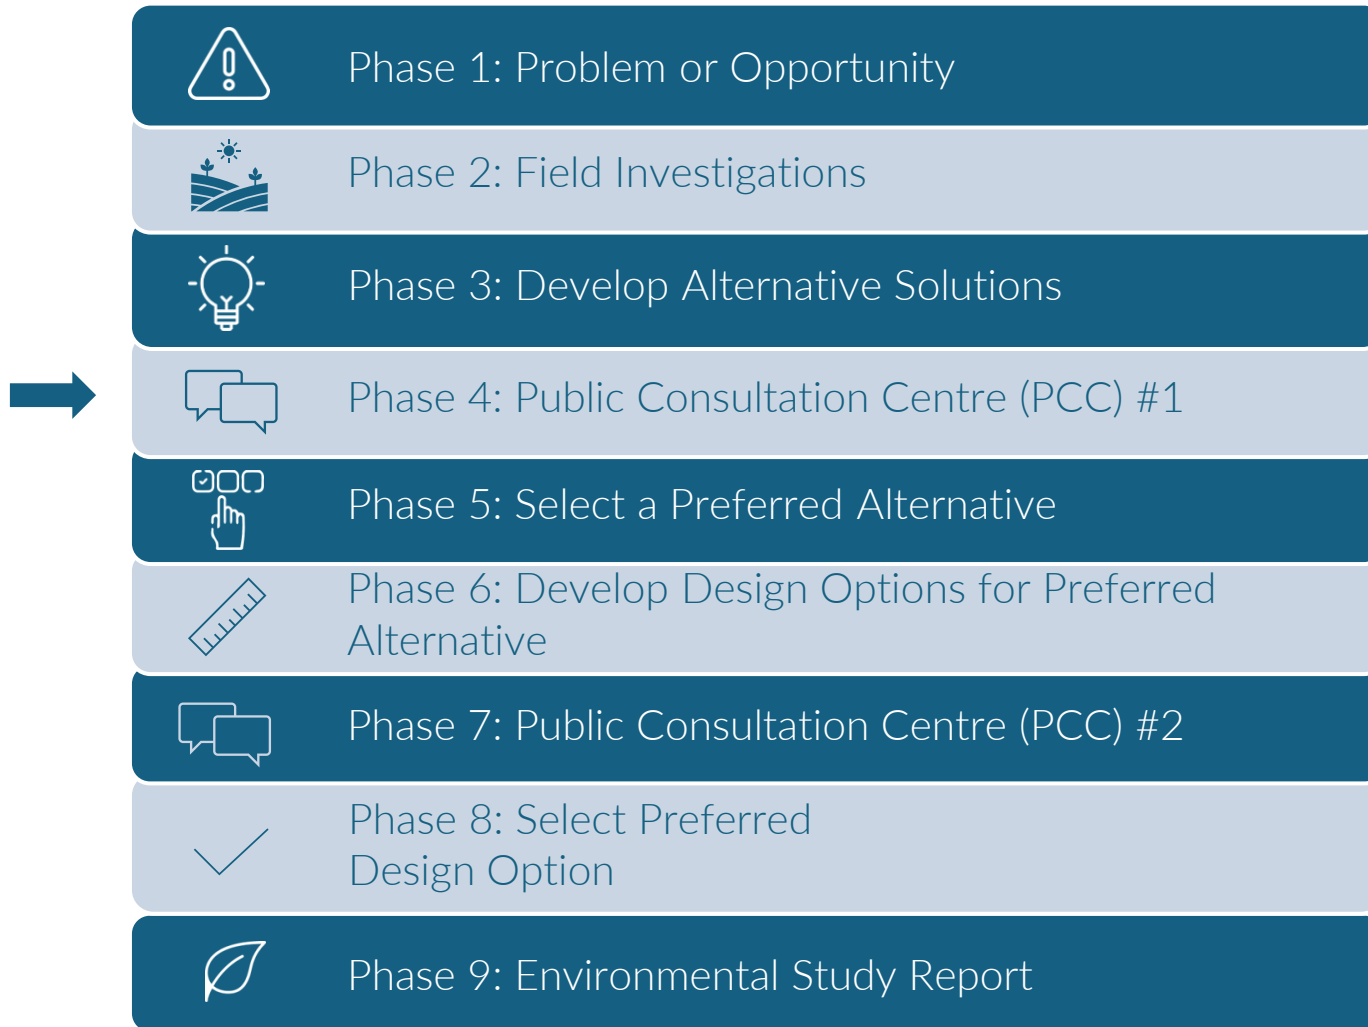 Phase 1: Problem or Opportunity
Phase 2: Field Investigations
Phase 3: Develop Alternative Solutions
Phase 4: Public Consultation Centre (PCC) #1
Phase 5: Select a Preferred Alternative
Phase 6: Develop Design Options for Preferred
Alternative
Phase 7: Public Consultation Centre (PCC) #2
Phase 8: Select Preferred
Design Option
Phase 9: Environmental Study Report